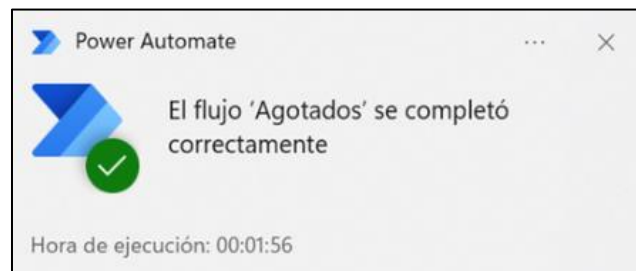 Power Automate
El flujo ‘Agotados’ se completó
correctamente
Hora de ejecución: 00:01:56